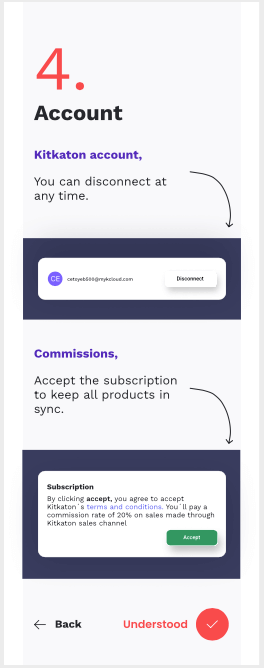 4.
Account
Kitkaton account,
You can disconnect at
any time.
CE cetoyeb599@mykcloud.com Disconnect
Commissions,
Accept the subscription
to keep all products in
sync.
Subscription
By clicking accept, you agree to accept
Kitkaton`s terms and conditions. You`ll pay a
commission rate of 20% on sales made through
Kitkaton sales channel
Accept
Back Understood